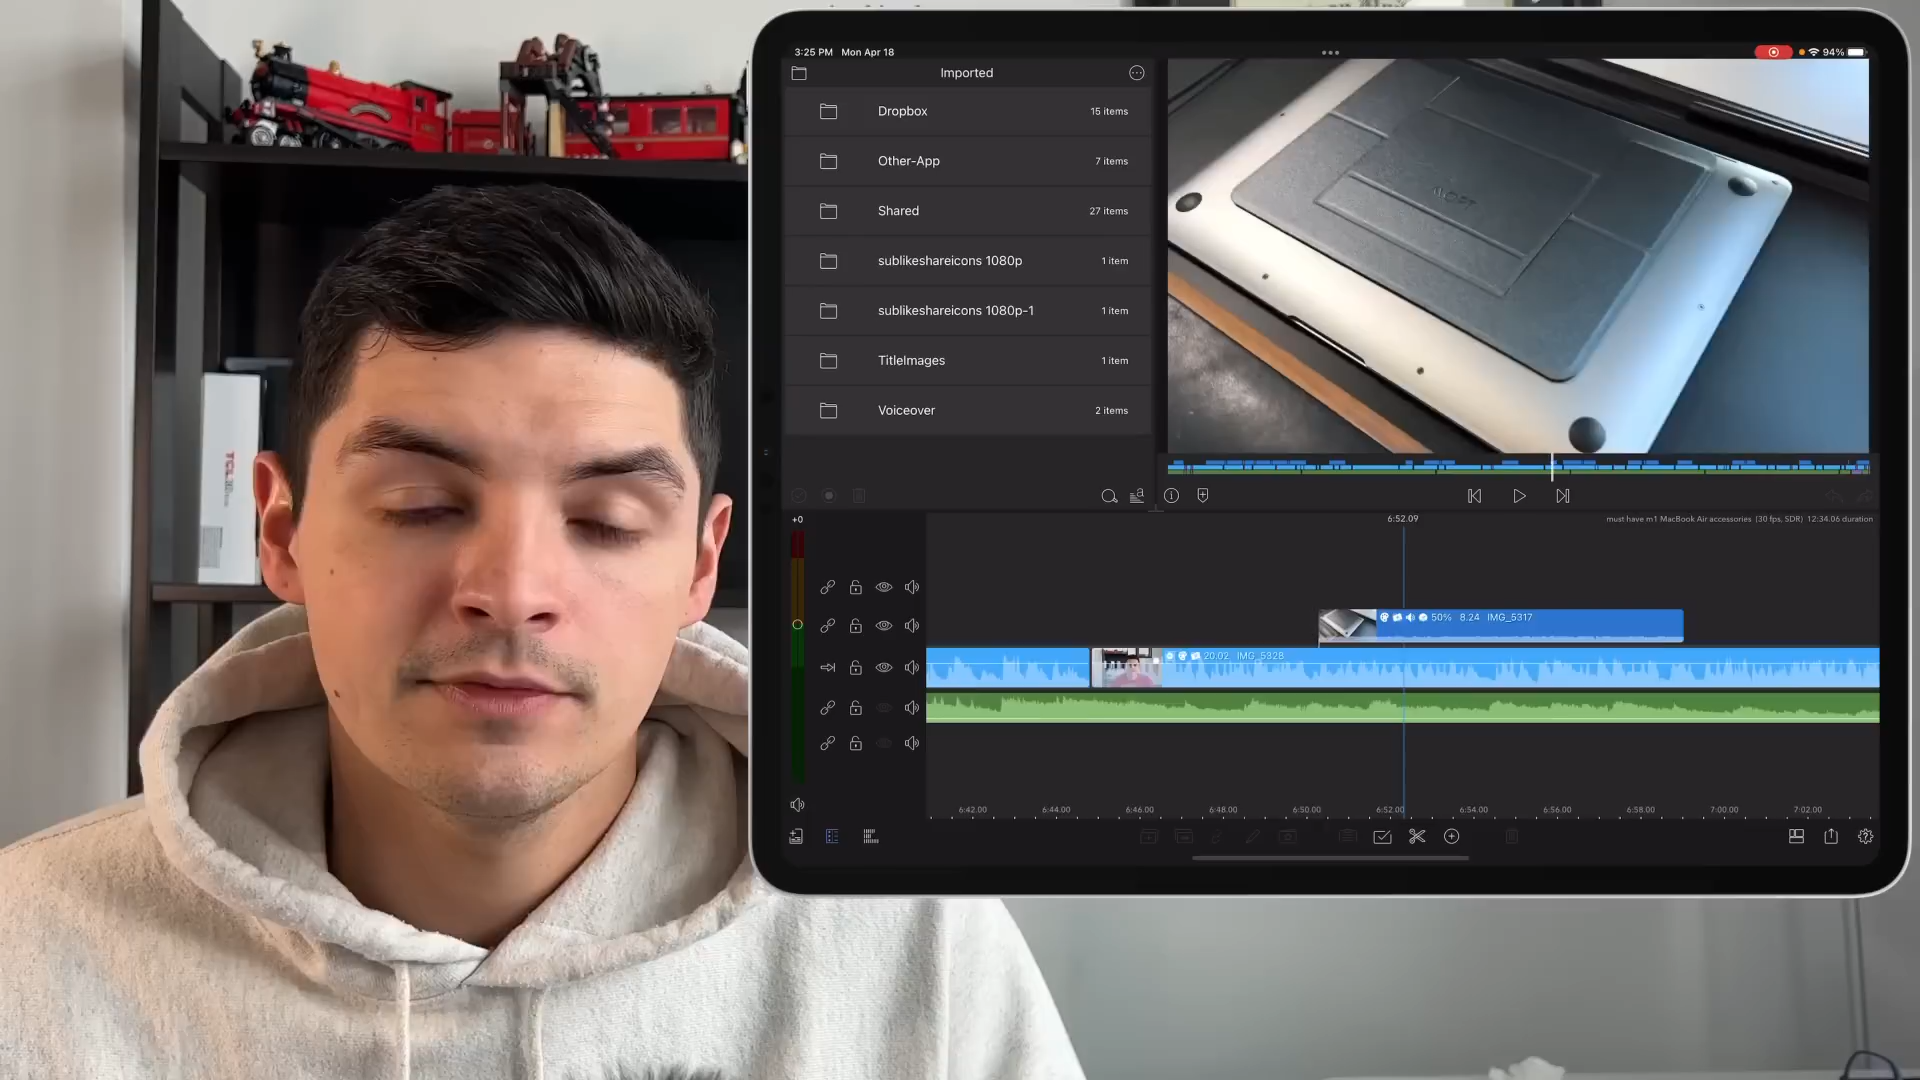 3:25 PM Mon Apr 18
94%
Imported
Dropbox 15 items
Other-App 7 items
Shared 27 items
sublikeshareicons 1080p 1 item
sublikeshareicons 1080p-1 1 item
TitleImages 1 item
Voiceover 2 items
MOFT
TCL
+0
6:52.09
must have m1 MacBook Air accessories (30 fps, SDR) 12:34.06 duration
50% 8.24 IMG_5317
20.02 IMG_5328
6:42.00 6:44.00 6:46.00 6:48.00 6:50.00 6:52.00 6:54.00 6:56.00 6:58.00 7:00.00 7:02.00